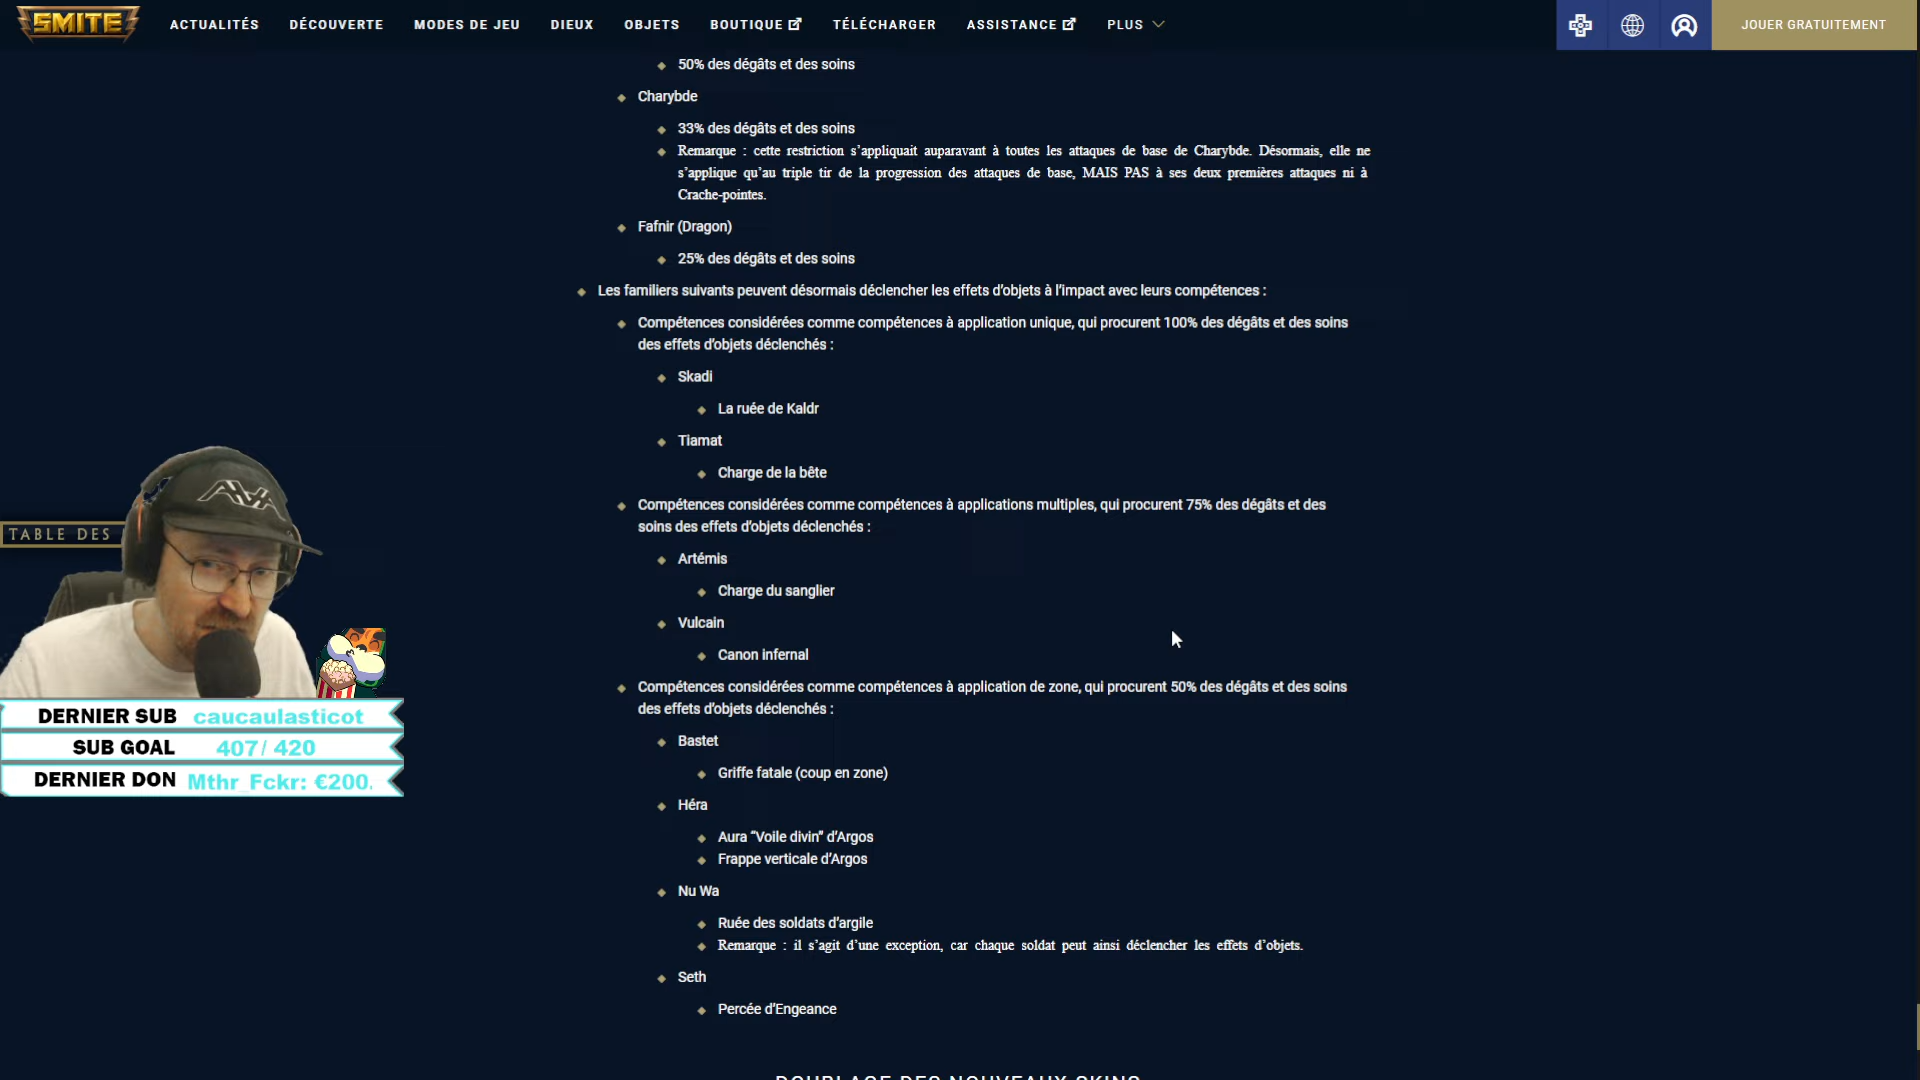 SMITE ACTUALITÉS DÉCOUVERTE MODES DE JEU DIEUX OBJETS BOUTIQUE TÉLÉCHARGER ASSISTANCE PLUS JOUER GRATUITEMENT
50% des dégâts et des soins
Charybde
33% des dégâts et des soins
Remarque : cette restriction s’appliquait auparavant à toutes les attaques de base de Charybde. Désormais, elle ne
s’applique qu’au triple tir de la progression des attaques de base, MAIS PAS à ses deux premières attaques ni à
Crache-pointes.
Fafnir (Dragon)
25% des dégâts et des soins
Les familiers suivants peuvent désormais déclencher les effets d’objets à l’impact avec leurs compétences :
Compétences considérées comme compétences à application unique, qui procurent 100% des dégâts et des soins
des effets d’objets déclenchés :
Skadi
La ruée de Kaldr
Tiamat
Charge de la bête
Compétences considérées comme compétences à applications multiples, qui procurent 75% des dégâts et des
soins des effets d’objets déclenchés :
Artémis
Charge du sanglier
Vulcain
Canon infernal
Compétences considérées comme compétences à application de zone, qui procurent 50% des dégâts et des soins
des effets d’objets déclenchés :
Bastet
Griffe fatale (coup en zone)
Héra
Aura “Voile divin” d’Argos
Frappe verticale d’Argos
Nu Wa
Ruée des soldats d’argile
Remarque : il s’agit d’une exception, car chaque soldat peut ainsi déclencher les effets d’objets.
Seth
Percée d’Engeance
DOUBLAGE DES NOUVEAUX SKINS
TABLE DES
DERNIER SUB caucaulasticot
SUB GOAL 407/ 420
DERNIER DON Mthr_Fckr: €200.